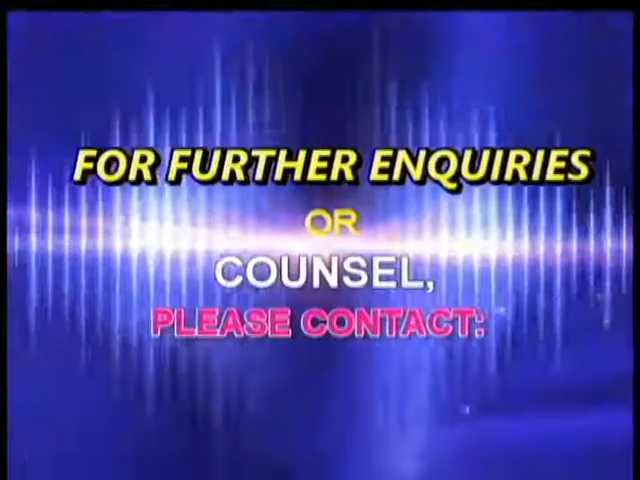 FOR FURTHER ENQUIRIES
OR
COUNSEL,
PLEASE CONTACT: